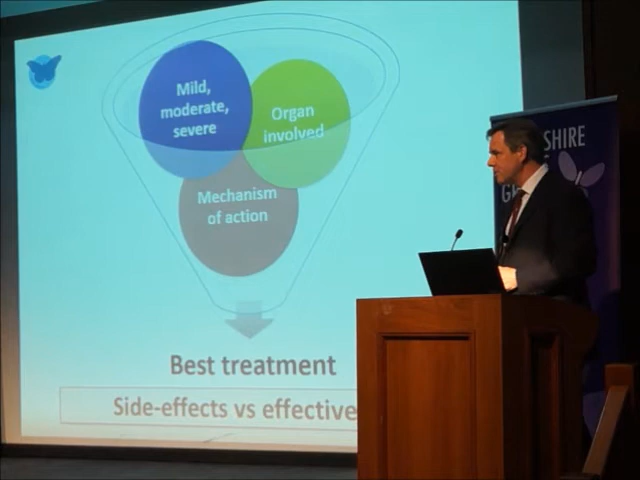 Mild,
moderate,
severe
Organ
involved
Mechanism
of action
Best treatment
Side-effects vs effective
SHIRE